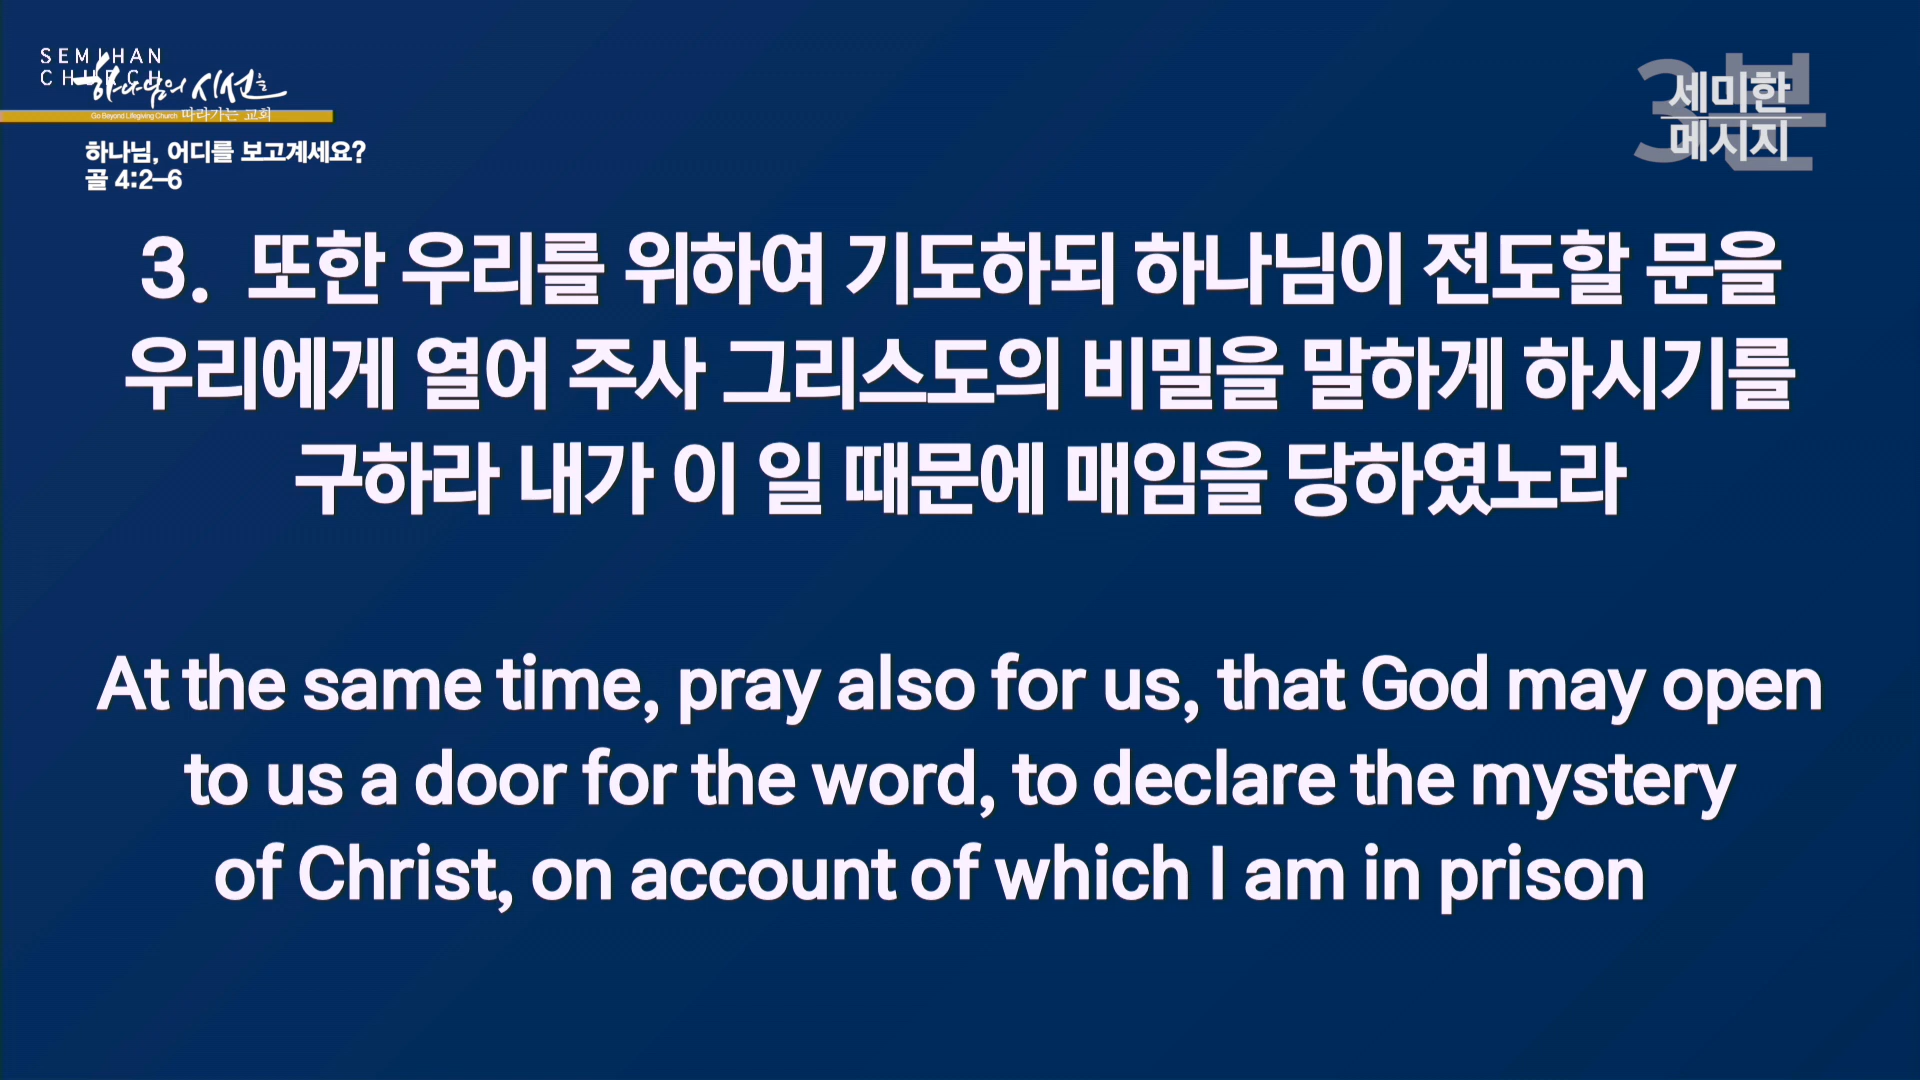 SEMIHAN
CHURCH
하나님의 시선을
Go Beyond Lifegiving Church 따라가는 교회
하나님, 어디를 보고계세요?
골 4:2-6
3분
세미한
메시지
3. 또한 우리를 위하여 기도하되 하나님이 전도할 문을
우리에게 열어 주사 그리스도의 비밀을 말하게 하시기를
구하라 내가 이 일 때문에 매임을 당하였노라
At the same time, pray also for us, that God may open
to us a door for the word, to declare the mystery
of Christ, on account of which I am in prison